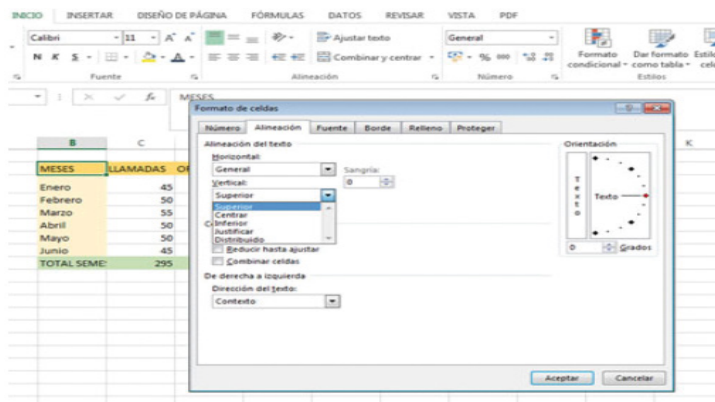 INICIO INSERTAR DISEÑO DE PÁGINA FÓRMULAS DATOS REVISAR VISTA PDF
Calibri 11 A A Ajustar texto General
N K S A Combinar y centrar % 000 Formato condicional Dar formato como tabla
Fuente Alineación Número Estilos
fx MESES
Formato de celdas
Número Alineación Fuente Borde Relleno Proteger
Alineación del texto
Horizontal:
General
Sangría:
Vertical:
0
Superior
Superior
Centrar
Inferior
Justificar
Distribuido
Reducir hasta ajustar
Combinar celdas
De derecha a izquierda
Dirección del texto:
Contexto
Orientación
Texto
Texto
0 Grados
Aceptar Cancelar
B C K
MESES LLAMADAS
Enero 45
Febrero 50
Marzo 55
Abril 50
Mayo 50
Junio 45
TOTAL SEME 295